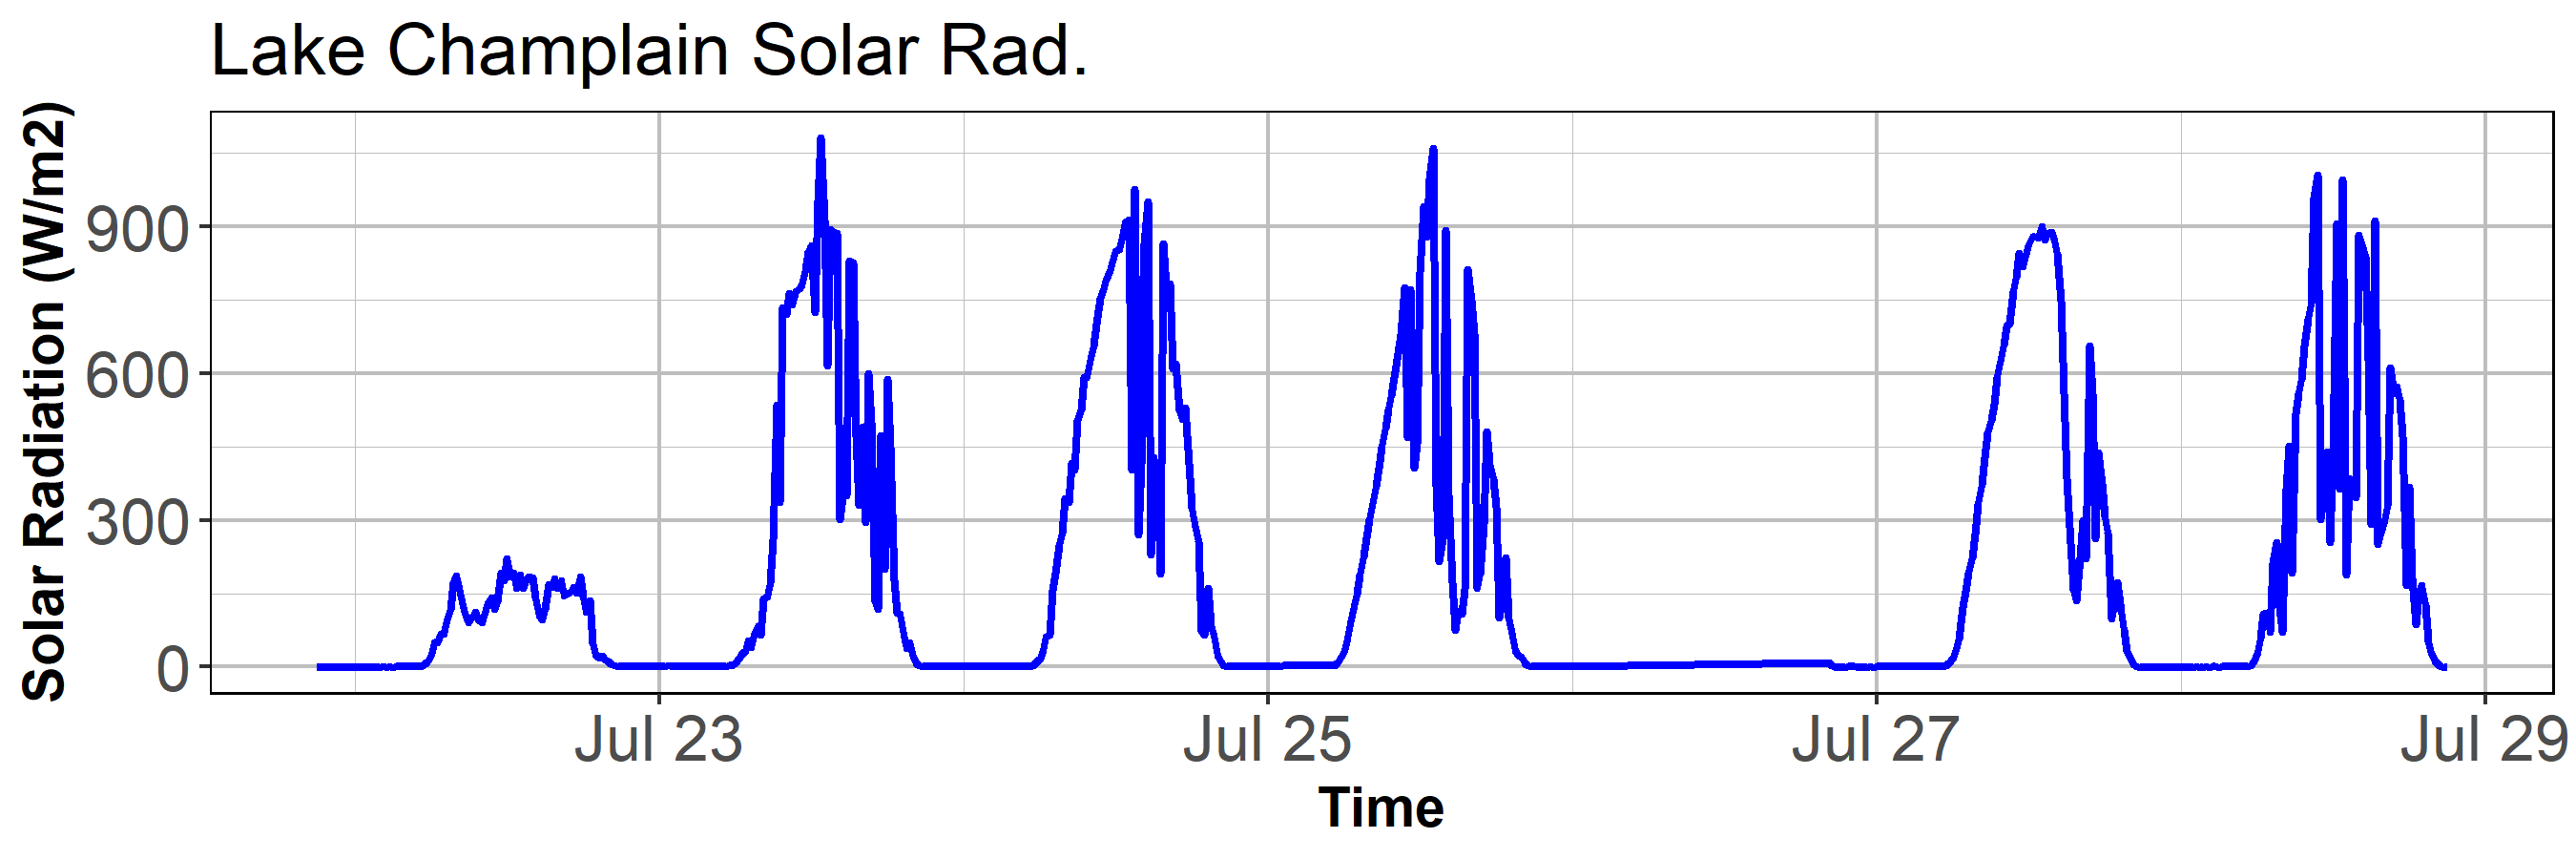 Lake Champlain Solar Rad.
Solar Radiation (W/m2)
900
600
300
0
Jul 23
Jul 25
Jul 27
Jul 29
Time